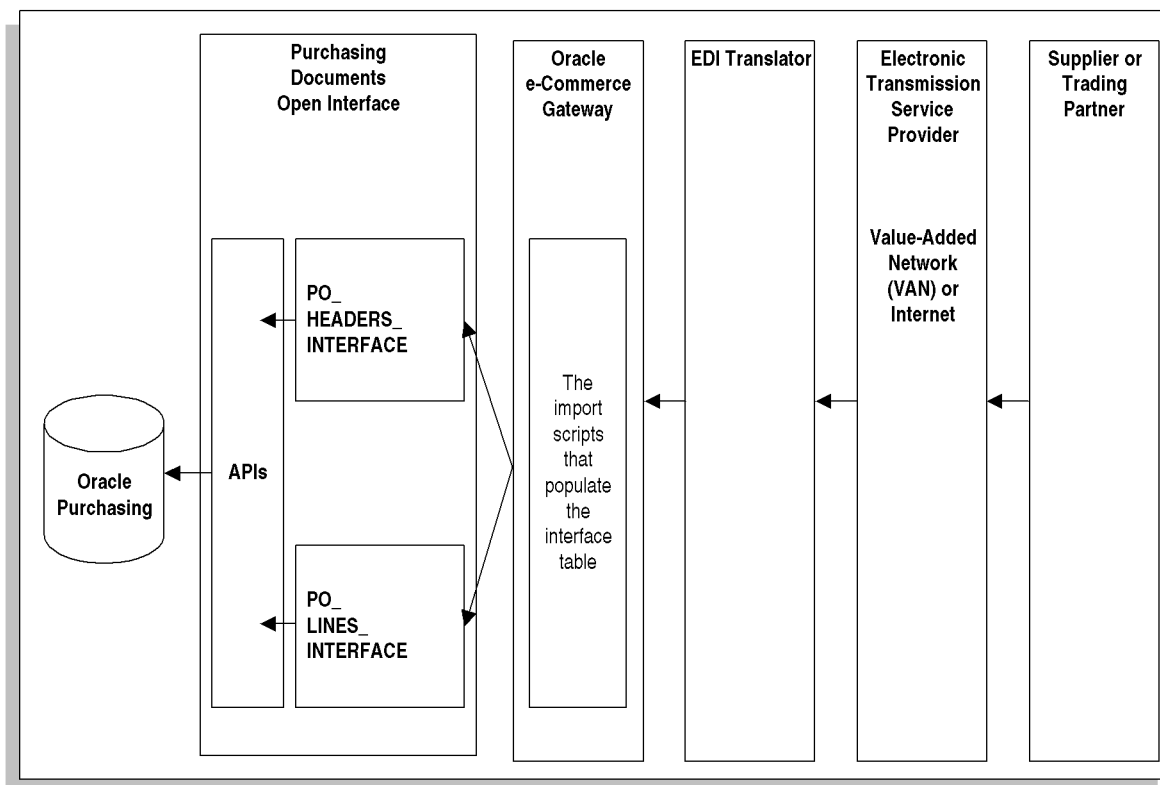 Purchasing
Documents
Open Interface
Oracle
e-Commerce
Gateway
EDI Translator
Electronic
Transmission
Service
Provider
Supplier or
Trading
Partner
Value-Added
Network
(VAN) or
Internet
PO_
HEADERS_
INTERFACE
The
import
scripts
that
populate
the
interface
table
APIs
Oracle
Purchasing
PO_
LINES_
INTERFACE